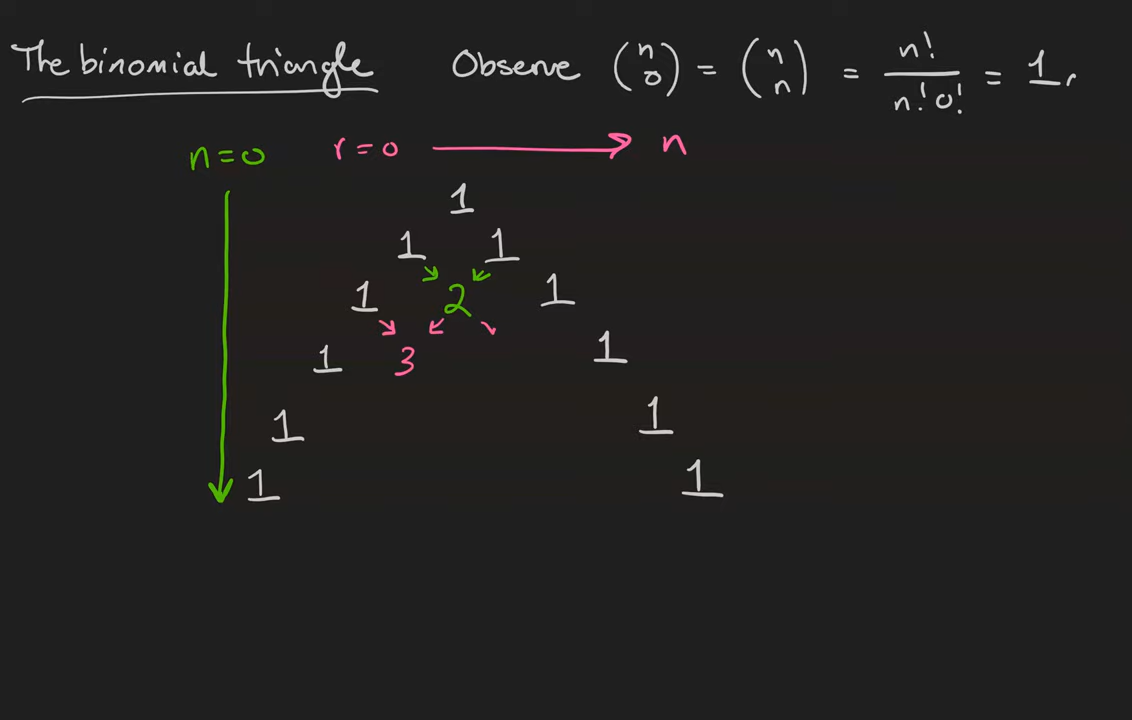 The binomial triangle Observe (n 0) = (n n) = n! / n! 0! = 1
n = 0 r = 0 → n
1
1 1
1 2 1
1 3 1
1 1
1 1